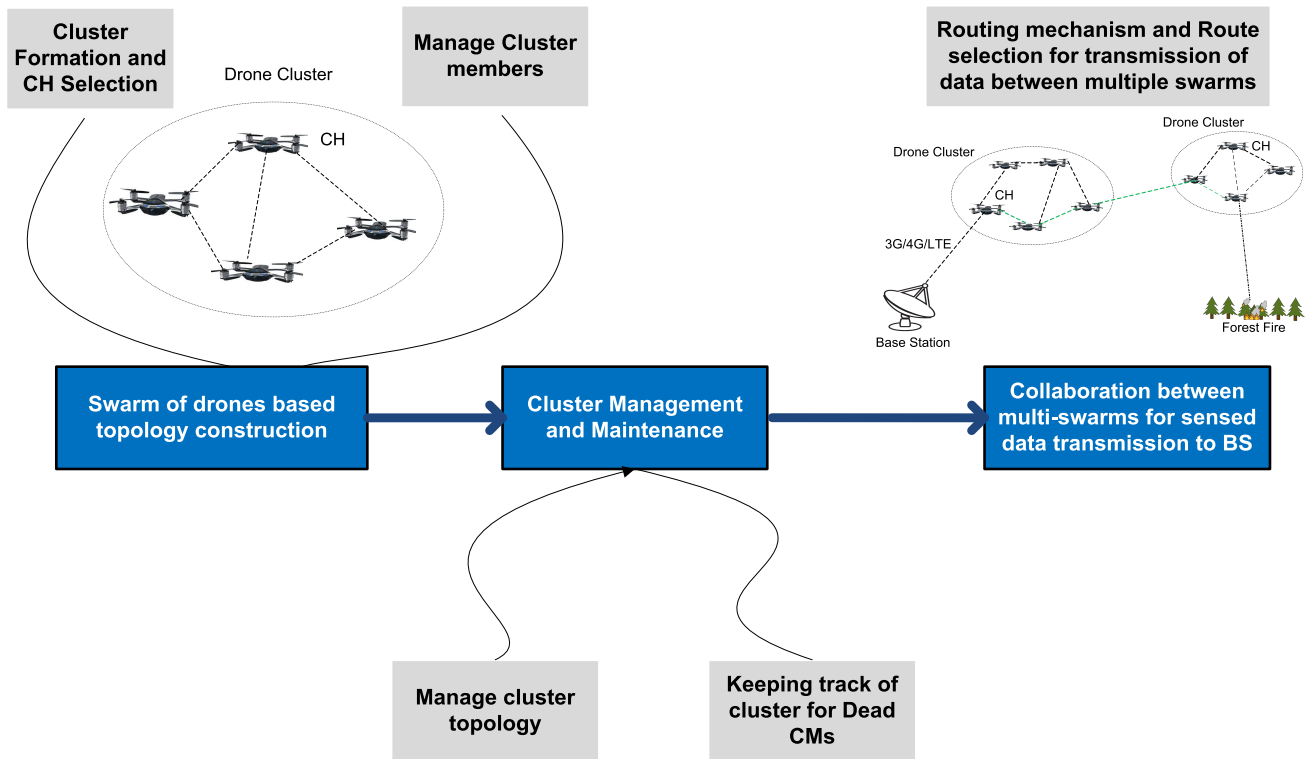 Cluster
Formation and
CH Selection
Drone Cluster
CH
Manage Cluster
members
Routing mechanism and Route
selection for transmission of
data between multiple swarms
Drone Cluster
CH
Drone Cluster
CH
3G/4G/LTE
Base Station
Forest Fire
Swarm of drones based
topology construction
Cluster Management
and Maintenance
Collaboration between
multi-swarms for sensed
data transmission to BS
Manage cluster
topology
Keeping track of
cluster for Dead
CMs